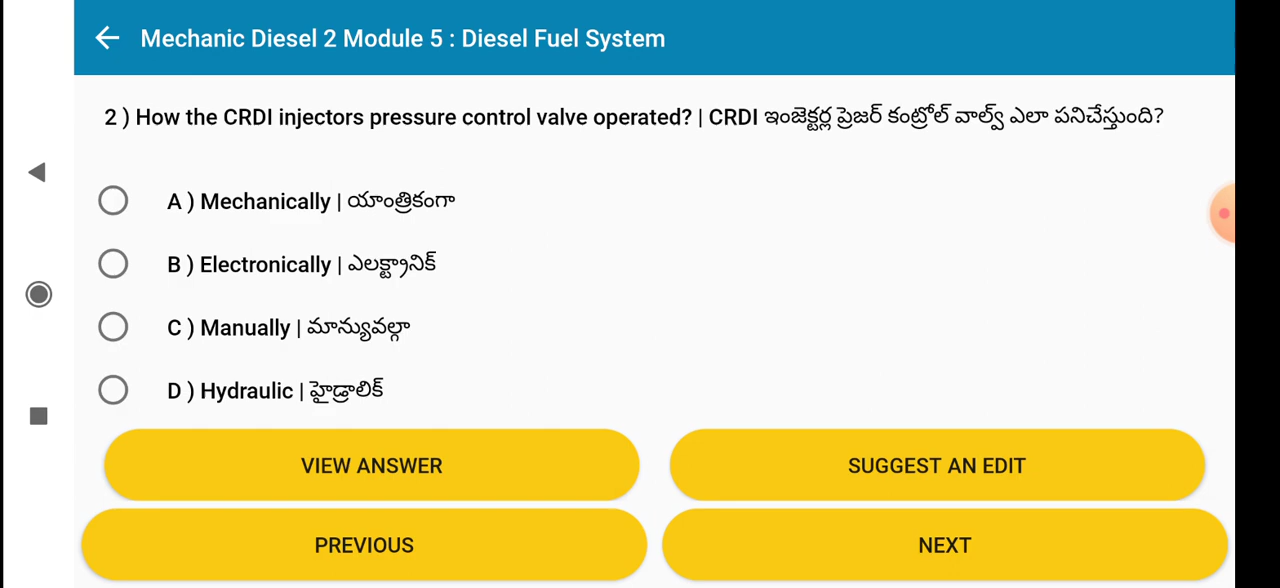 Mechanic Diesel 2 Module 5 : Diesel Fuel System
2 ) How the CRDI injectors pressure control valve operated? | CRDI ఇంజెక్టర్ల ప్రెజర్ కంట్రోల్ వాల్వ్ ఎలా పనిచేస్తుంది?
A ) Mechanically | యాంత్రికంగా
B ) Electronically | ఎలక్ట్రానిక్
C ) Manually | మాన్యువల్గా
D ) Hydraulic | హైడ్రాలిక్
VIEW ANSWER
SUGGEST AN EDIT
PREVIOUS
NEXT